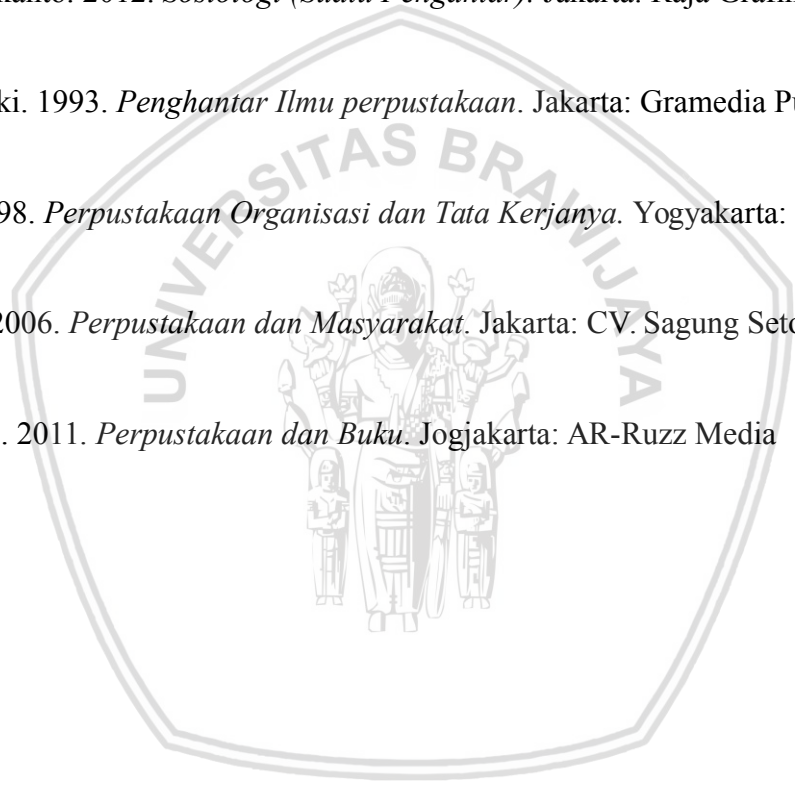 2012. Sosiologi (Suatu Pengantar). Jakarta: Raja
ki. 1993. Penghantar Ilmu perpustakaan. Jakarta: Gramedia Pu
98. Perpustakaan Organisasi dan Tata Kerjanya. Yogyakarta:
2006. Perpustakaan dan Masyarakat. Jakarta: CV. Sagung Seto
. 2011. Perpustakaan dan Buku. Jogjakarta: AR-Ruzz Media
UNIVERSITAS BRAWIJAYA